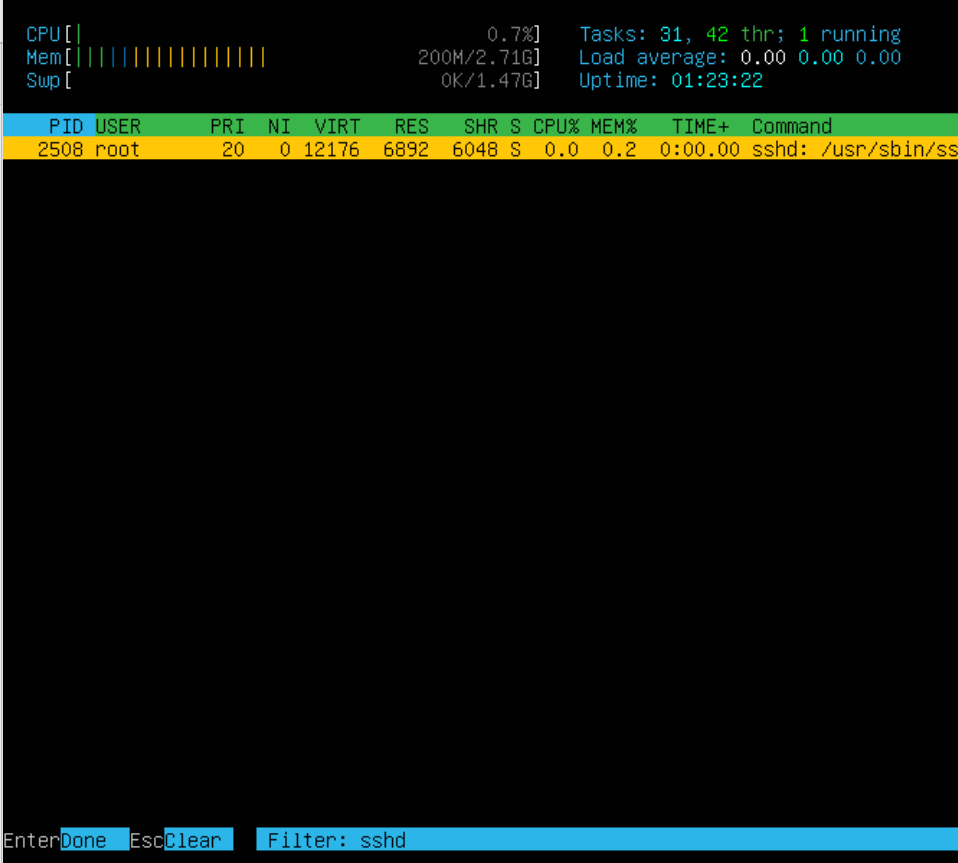 CPU[| 0.7%] Tasks: 31, 42 thr; 1 running
Mem[||||||||||||||||| 200M/2.71G] Load average: 0.00 0.00 0.00
Swp[ 0K/1.47G] Uptime: 01:23:22
PID USER PRI NI VIRT RES SHR S CPU% MEM% TIME+ Command
2508 root 20 0 12176 6892 6048 S 0.0 0.2 0:00.00 sshd: /usr/sbin/ss
EnterDone EscClear Filter: sshd